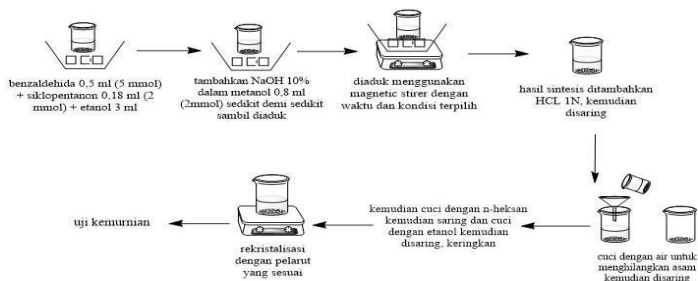 benzaldehida 0,5 ml (5 mmol)
+ siklopentanon 0,18 ml (2
mmol) + etanol 3 ml
tambahkan NaOH 10%
dalam metanol 0,8 ml
(2mmol) sedikit demi sedikit
sambil diaduk
diaduk menggunakan
magnetic stirer dengan
waktu dan kondisi terpilih
hasil sintesis ditambahkan
HCL 1N, kemudian
disaring
cuci dengan air untuk
menghilangkan asam
kemudian disaring
kemudian cuci dengan n-heksan
kemudian saring dan cuci
dengan etanol kemudian
disaring, keringkan
rekristalisasi
dengan pelarut
yang sesuai
uji kemurnian